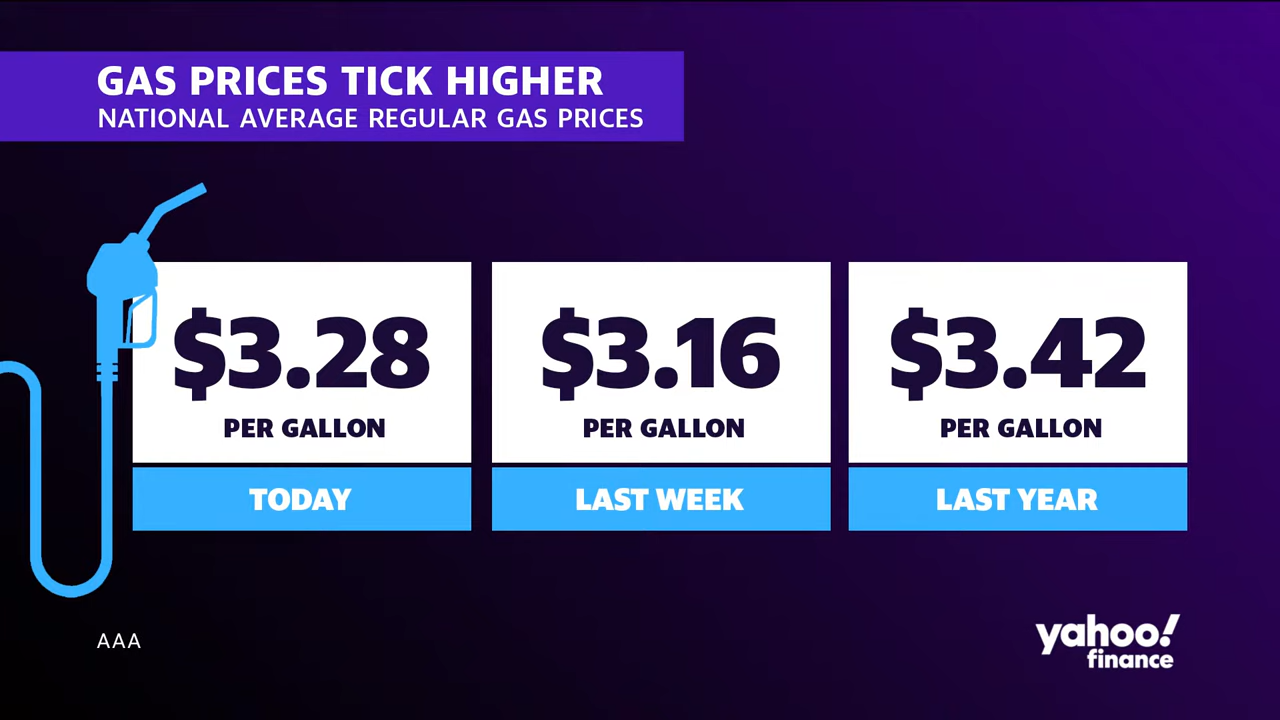 GAS PRICES TICK HIGHER
NATIONAL AVERAGE REGULAR GAS PRICES
$3.28
PER GALLON
TODAY
$3.16
PER GALLON
LAST WEEK
$3.42
PER GALLON
LAST YEAR
AAA
yahoo!
finance